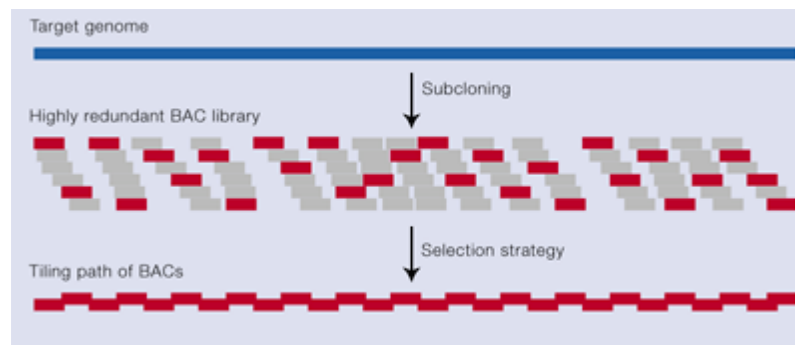 Target genome
Subcloning
Highly redundant BAC library
Selection strategy
Tiling path of BACs